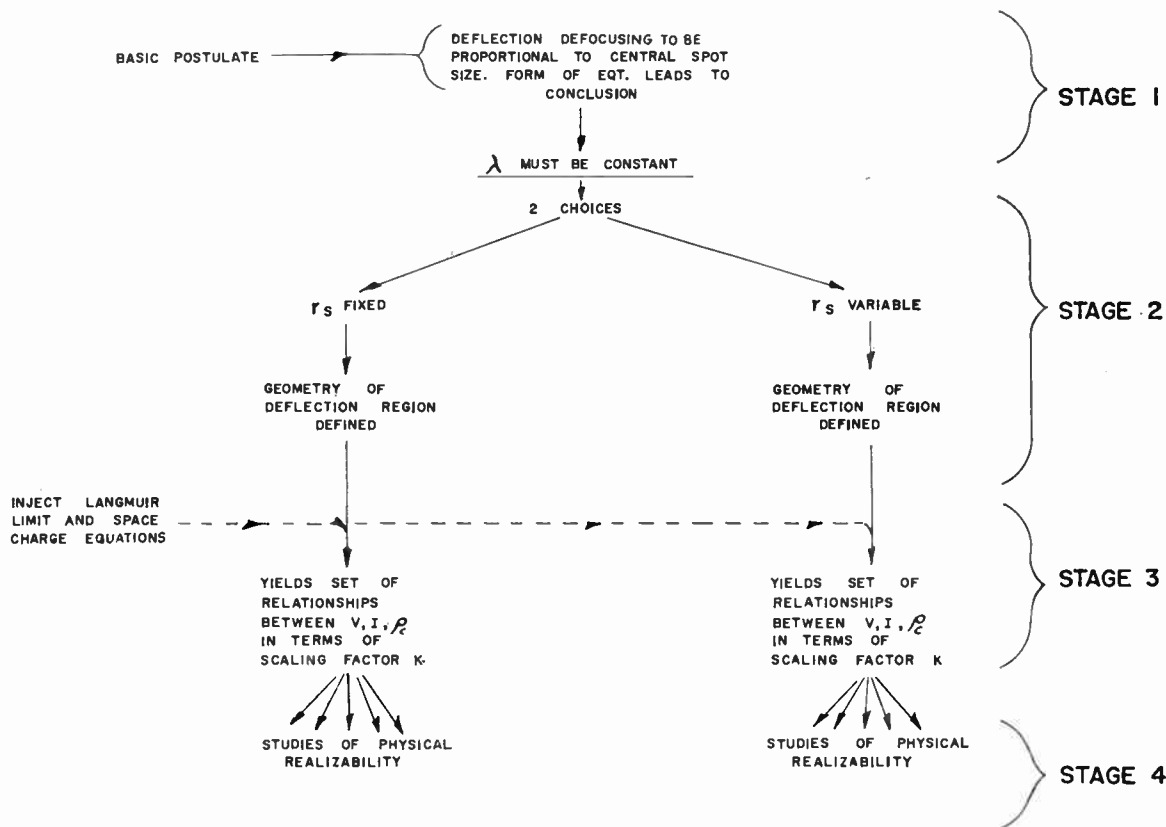 BASIC POSTULATE
DEFLECTION DEFOCUSING TO BE
PROPORTIONAL TO CENTRAL SPOT
SIZE. FORM OF EQT. LEADS TO
CONCLUSION
STAGE 1
λ MUST BE CONSTANT
2 CHOICES
r_s FIXED
r_s VARIABLE
STAGE 2
GEOMETRY OF
DEFLECTION REGION
DEFINED
GEOMETRY OF
DEFLECTION REGION
DEFINED
INJECT LANGMUIR
LIMIT AND SPACE
CHARGE EQUATIONS
YIELDS SET OF
RELATIONSHIPS
BETWEEN V, I, ρ_c
IN TERMS OF
SCALING FACTOR K.
YIELDS SET OF
RELATIONSHIPS
BETWEEN V, I, ρ_c
IN TERMS OF
SCALING FACTOR K
STAGE 3
STUDIES OF PHYSICAL
REALIZABILITY
STUDIES OF PHYSICAL
REALIZABILITY
STAGE 4